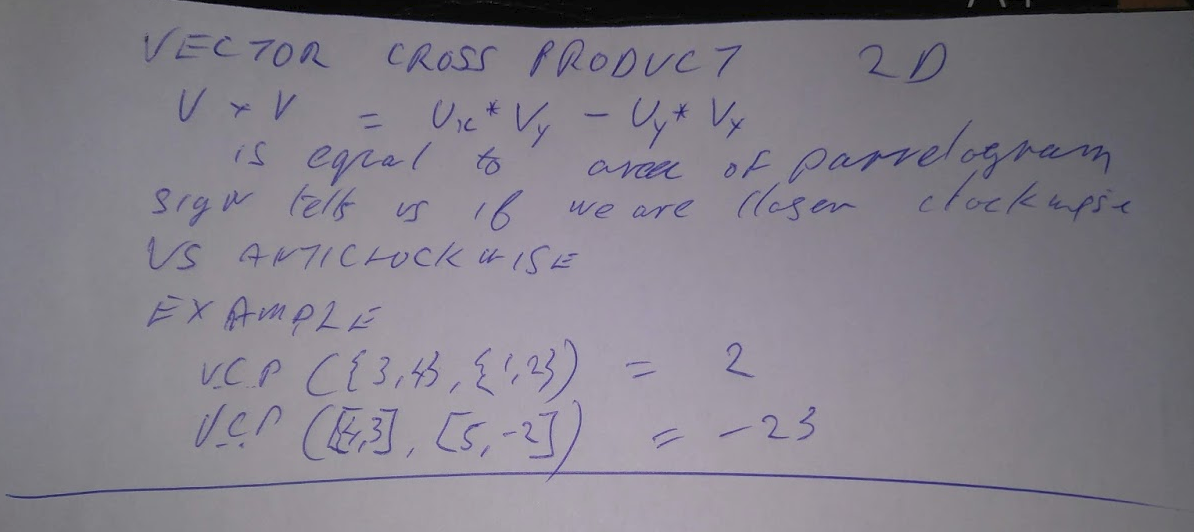 VECTOR CROSS PRODUCT 2D
U × V = Ux * Vy - Uy * Vx
is equal to area of parrelogram
sign tells us if we are closer clockwise
VS ANTICLOCKWISE
EXAMPLE
V.C.P ({3,4}, {1,2}) = 2
V.C.P ([4,3], [5,-2]) = -23